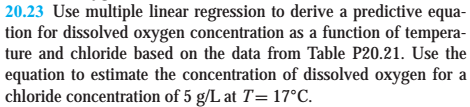 20.23 Use multiple linear regression to derive a predictive equa-
tion for dissolved oxygen concentration as a function of tempera-
ture and chloride based on the data from Table P20.21. Use the
equation to estimate the concentration of dissolved oxygen for a
chloride concentration of 5 g/L at T = 17°C.